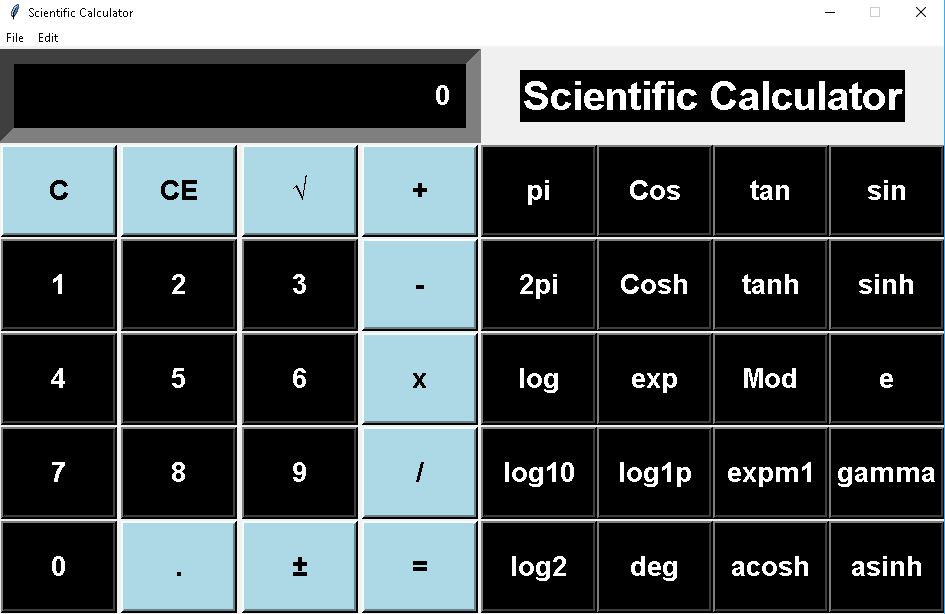 Scientific Calculator
File Edit
0
Scientific Calculator
C CE √ + pi Cos tan sin
1 2 3 - 2pi Cosh tanh sinh
4 5 6 x log exp Mod e
7 8 9 / log10 log1p expm1 gamma
0 . ± = log2 deg acosh asinh